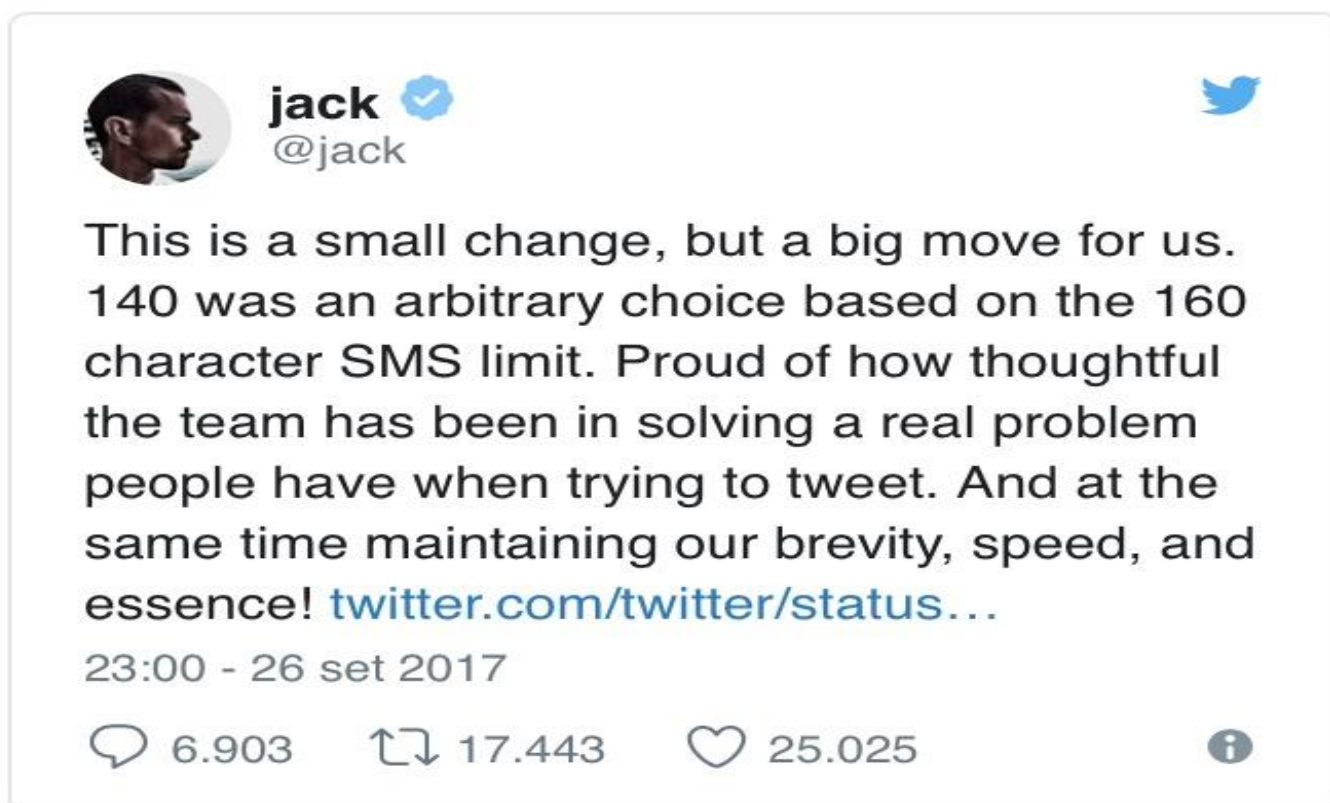 jack
@jack
This is a small change, but a big move for us.
140 was an arbitrary choice based on the 160
character SMS limit. Proud of how thoughtful
the team has been in solving a real problem
people have when trying to tweet. And at the
same time maintaining our brevity, speed, and
essence! twitter.com/twitter/status…
23:00 - 26 set 2017
6.903 17.443 25.025